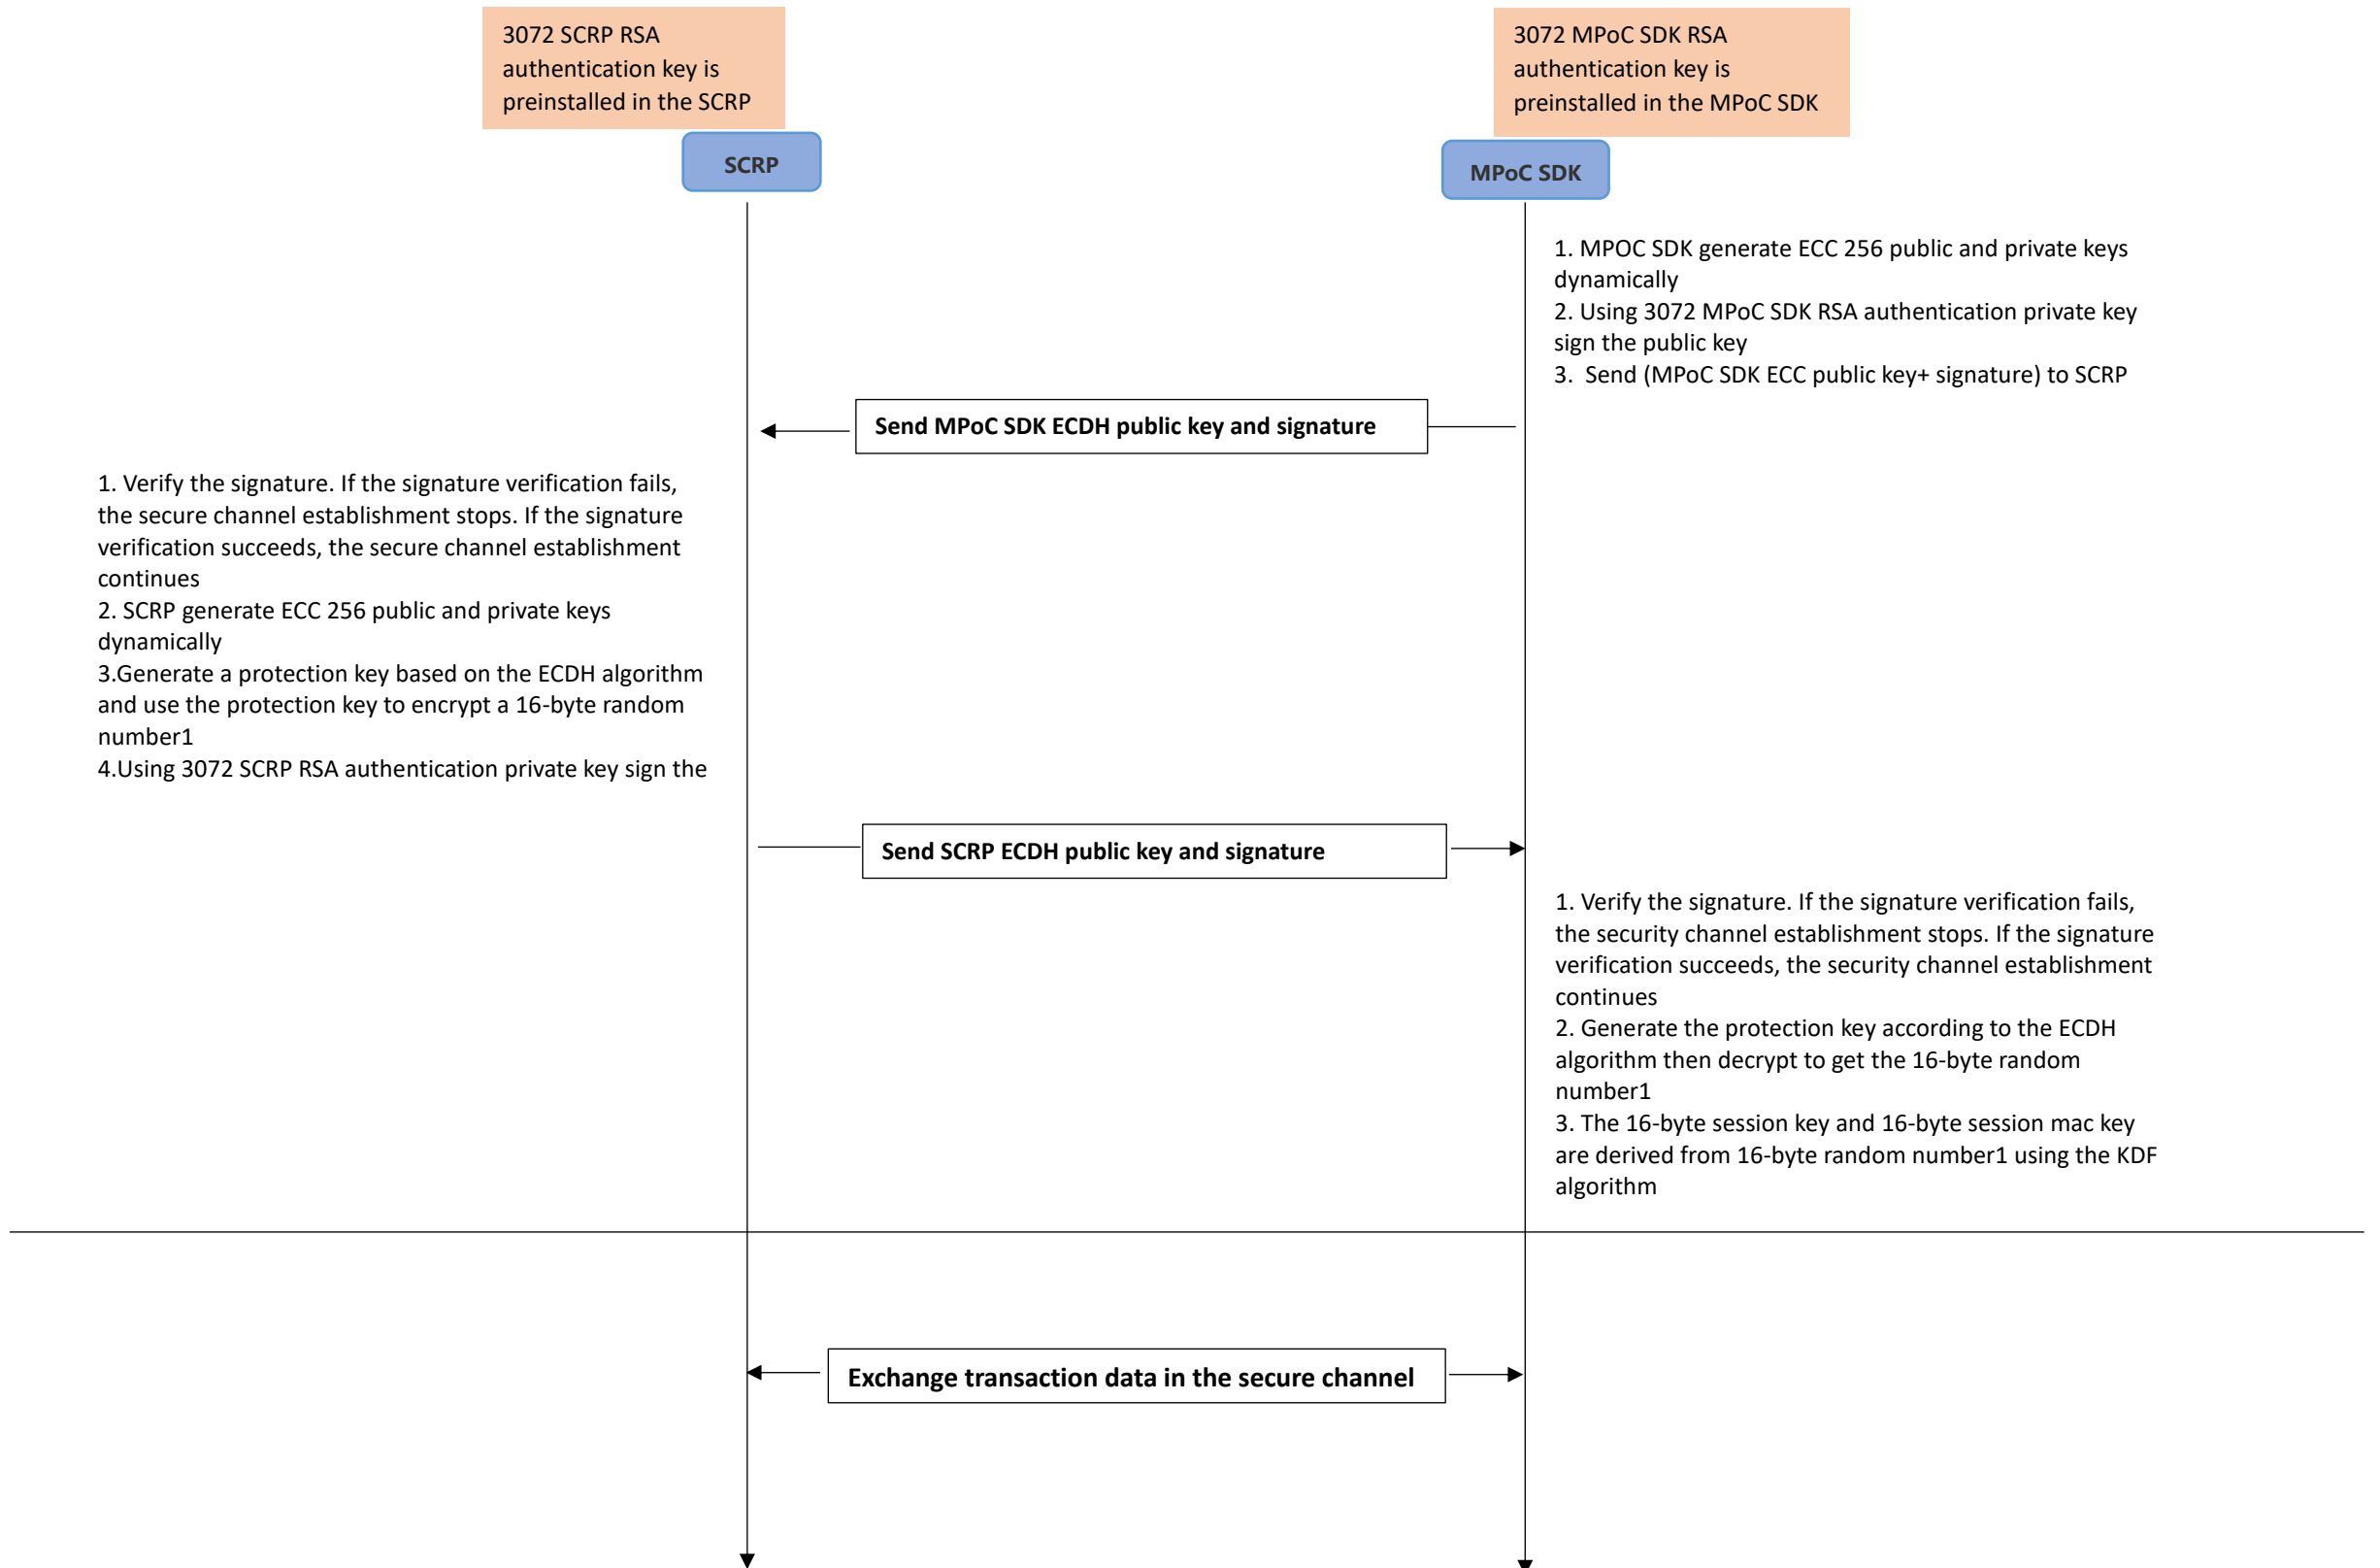 3072 SCRP RSA
authentication key is
preinstalled in the SCRP
3072 MPoC SDK RSA
authentication key is
preinstalled in the MPoC SDK
SCRP
MPoC SDK
1. MPOC SDK generate ECC 256 public and private keys
dynamically
2. Using 3072 MPoC SDK RSA authentication private key
sign the public key
3. Send (MPoC SDK ECC public key+ signature) to SCRP
Send MPoC SDK ECDH public key and signature
1. Verify the signature. If the signature verification fails,
the secure channel establishment stops. If the signature
verification succeeds, the secure channel establishment
continues
2. SCRP generate ECC 256 public and private keys
dynamically
3.Generate a protection key based on the ECDH algorithm
and use the protection key to encrypt a 16-byte random
number1
4.Using 3072 SCRP RSA authentication private key sign the
Send SCRP ECDH public key and signature
1. Verify the signature. If the signature verification fails,
the security channel establishment stops. If the signature
verification succeeds, the security channel establishment
continues
2. Generate the protection key according to the ECDH
algorithm then decrypt to get the 16-byte random
number1
3. The 16-byte session key and 16-byte session mac key
are derived from 16-byte random number1 using the KDF
algorithm
Exchange transaction data in the secure channel